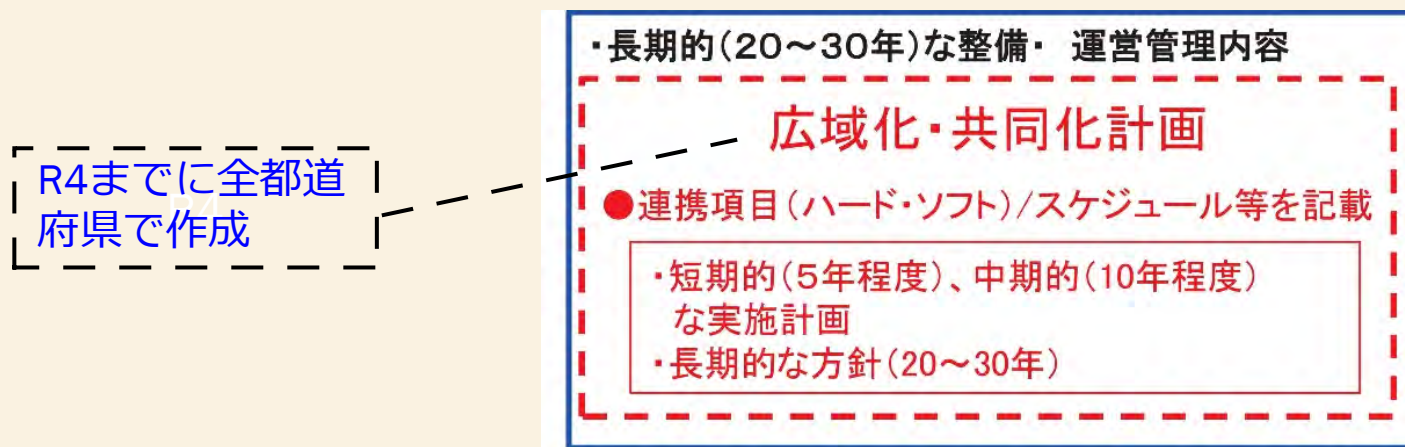 ・長期的(20～30年)な整備・ 運営管理内容
広域化・共同化計画
R4までに全都道
府県で作成
R4
●連携項目(ハード・ソフト)/スケジュール等を記載
・短期的(5年程度)、中期的(10年程度)
な実施計画
・長期的な方針(20～30年)